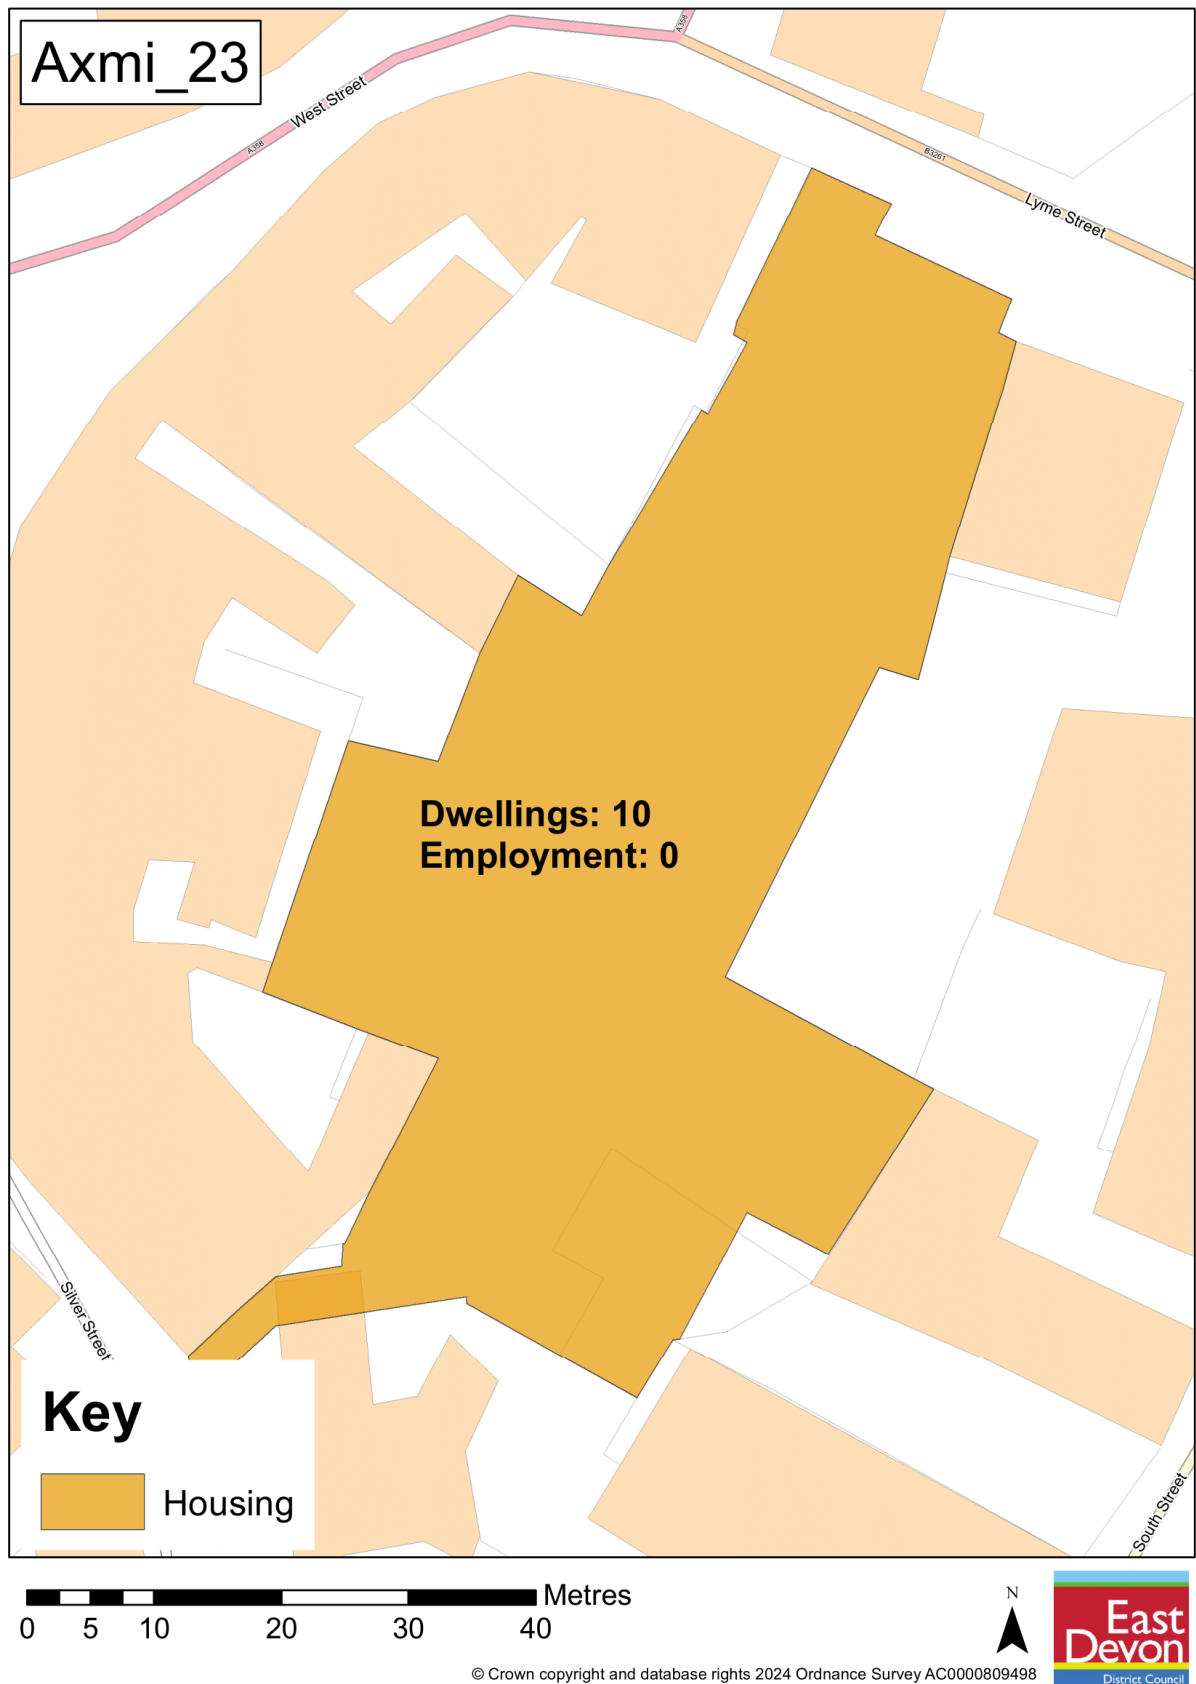 Axmi_23
A358
West Street
A358
B3261
Lyme Street
Dwellings: 10
Employment: 0
Silver Street
Key
Housing
South Street
Metres
0 5 10 20 30 40
N
East
Devon
District Council
© Crown copyright and database rights 2024 Ordnance Survey AC0000809498